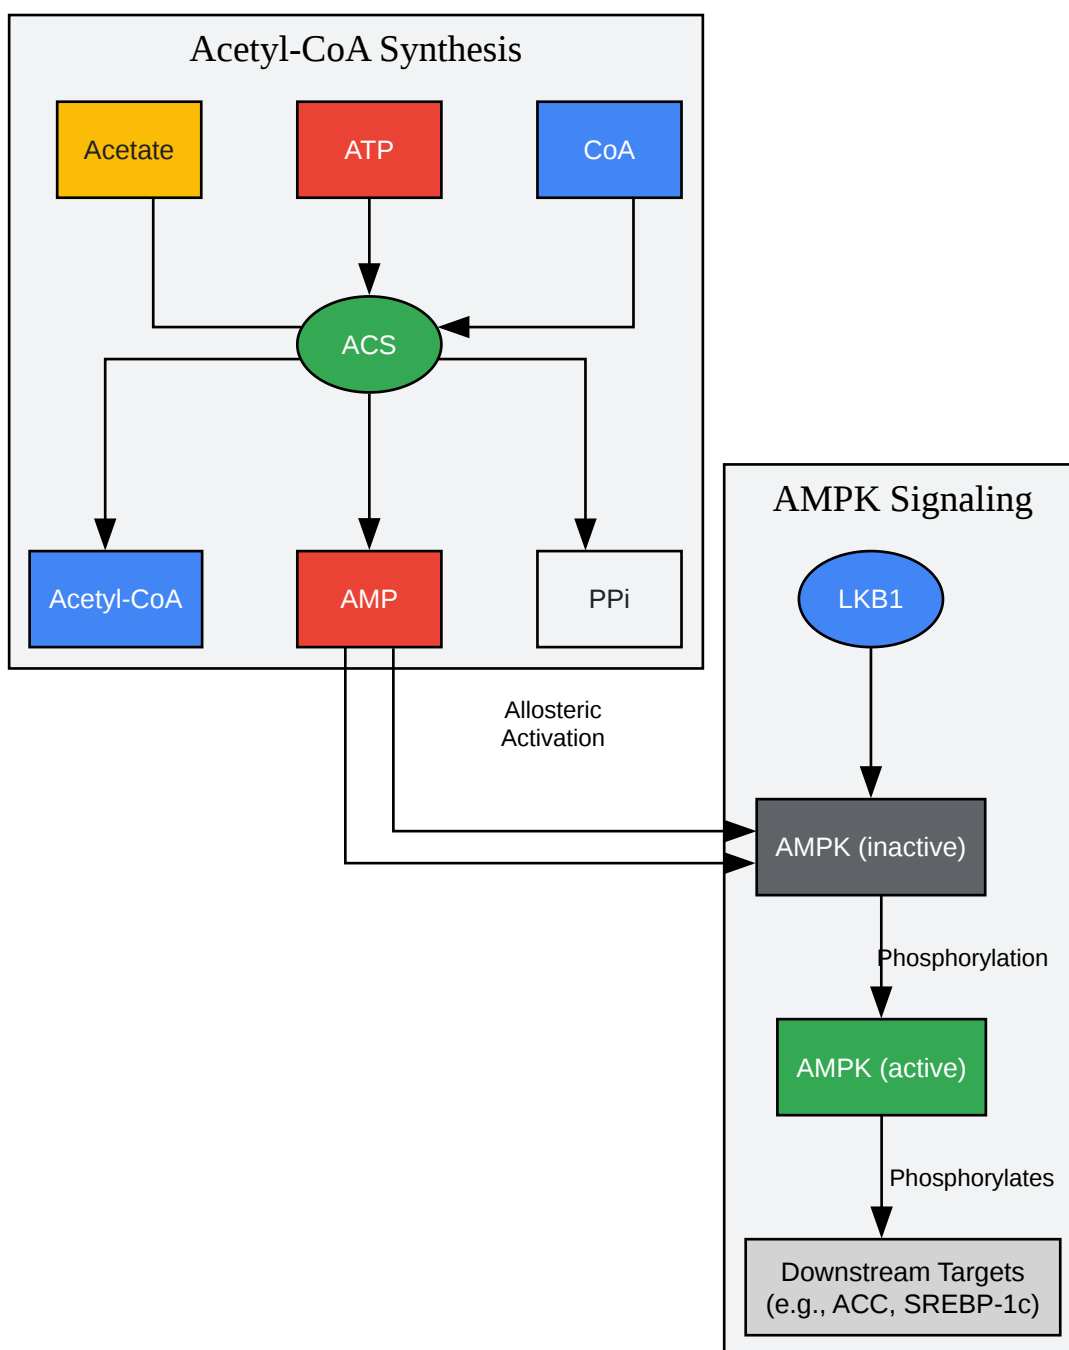 Acetyl-CoA Synthesis
Acetate
ATP
CoA
ACS
Acetyl-CoA
AMP
PPi
Allosteric
Activation
AMPK Signaling
LKB1
AMPK (inactive)
Phosphorylation
AMPK (active)
Phosphorylates
Downstream Targets
(e.g., ACC, SREBP-1c)